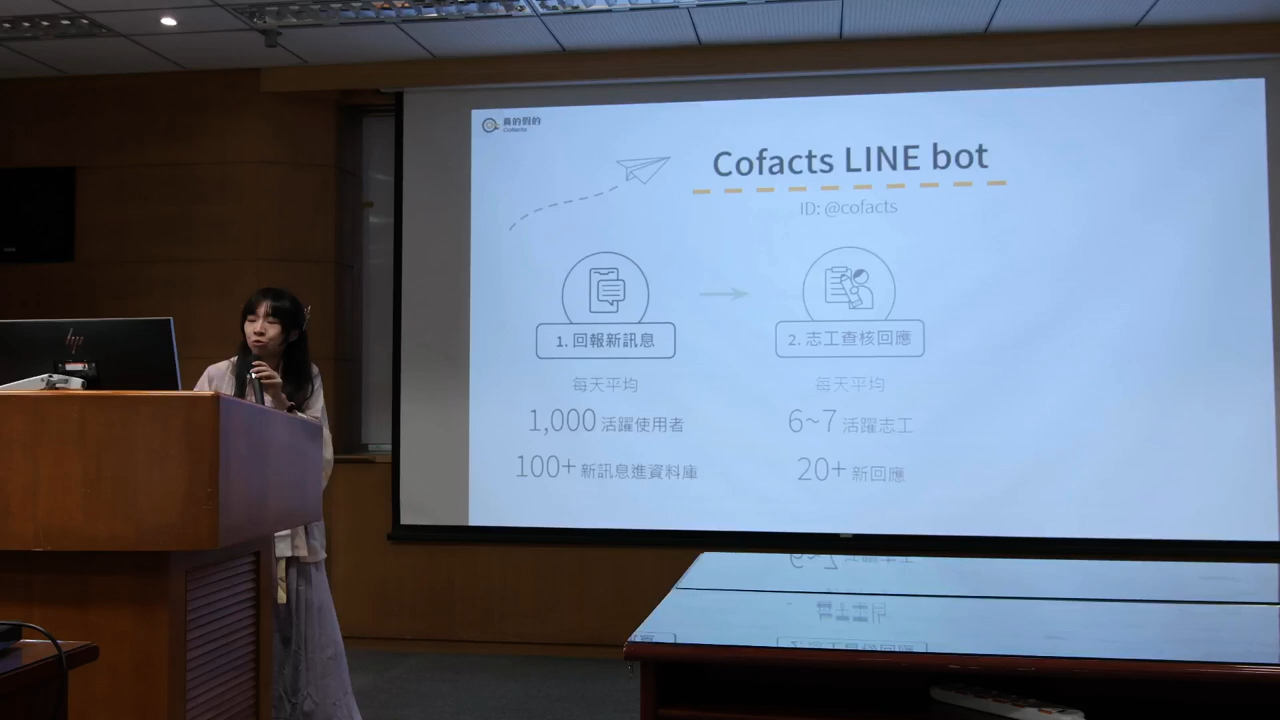 真的假的
Cofacts
Cofacts LINE bot
ID: @cofacts
1. 回報新訊息
2. 志工查核回應
每天平均
每天平均
1,000 活躍使用者
6~7 活躍志工
100+ 新訊息進資料庫
20+ 新回應
hp